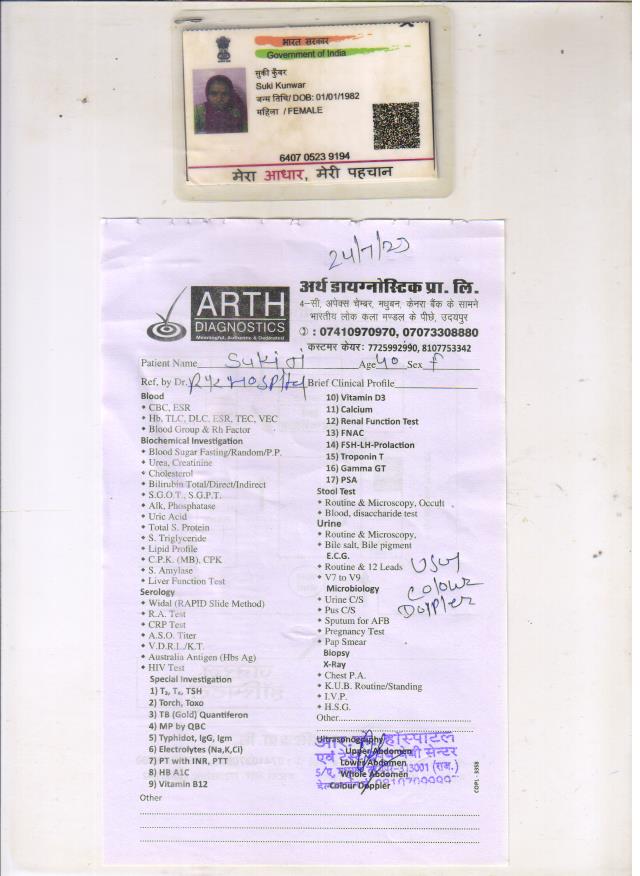 भारत सरकार
Government of India
सुकी कुँवर
Suki Kunwar
जन्म तिथि/ DOB: 01/01/1982
महिला / FEMALE
6407 0523 9194
मेरा आधार, मेरी पहचान
24/7/23
ARTH
DIAGNOSTICS
Meaningful, Authentic & Dedicated
अर्थ डायग्नोस्टिक प्रा. लि.
4-सी, अपेक्स चेम्बर, मधुबन, केनरा बैंक के सामने
भारतीय लोक कला मण्डल के पीछे, उदयपुर
: 07410970970, 07073308880
कस्टमर केयर: 7725992990, 8107753342
Patient Name Suki Age 40 Sex f
Ref, by Dr. Hospital Brief Clinical Profile
Blood
CBC, ESR
Hb, TLC, DLC, ESR, TEC, VEC
Blood Group & Rh Factor
Biochemical Investigation
Blood Sugar Fasting/Random/P.P.
Urea, Creatinine
Cholesterol
Bilirubin Total/Direct/Indirect
S.G.O.T., S.G.P.T.
Alk, Phosphatase
Uric Acid
Total S. Protein
S. Triglyceride
Lipid Profile
C.P.K. (MB), CPK
S. Amylase
Liver Function Test
Serology
Widal (RAPID Slide Method)
R.A. Test
CRP Test
A.S.O. Titer
V.D.R.L./K.T.
Australia Antigen (Hbs Ag)
HIV Test
Special Investigation
1) T₃, T₄, TSH
2) Torch, Toxo
3) TB (Gold) Quantiferon
4) MP by QBC
5) Typhidot, IgG, Igm
6) Electrolytes (Na,K,Ci)
7) PT with INR, PTT
8) HB A1C
9) Vitamin B12
Other
10) Vitamin D3
11) Calcium
12) Renal Function Test
13) FNAC
14) FSH-LH-Prolaction
15) Troponin T
16) Gamma GT
17) PSA
Stool Test
Routine & Microscopy, Occult
Blood, disaccharide test
Urine
Routine & Microscopy,
Bile salt, Bile pigment
E.C.G.
Routine & 12 Leads
V7 to V9
Microbiology
Urine C/S
Pus C/S
Sputum for AFB
Pregnancy Test
Pap Smear
Biopsy
X-Ray
Chest P.A.
K.U.B. Routine/Standing
I.V.P.
H.S.G.
Other
Colour
Doppler
Ultrasonography
Upper Abdomen
Lower Abdomen
Whole Abdomen
Colour Doppler
हॉस्पीटल
एवं टेस्ट बेबी सेन्टर
3001 (राज.)